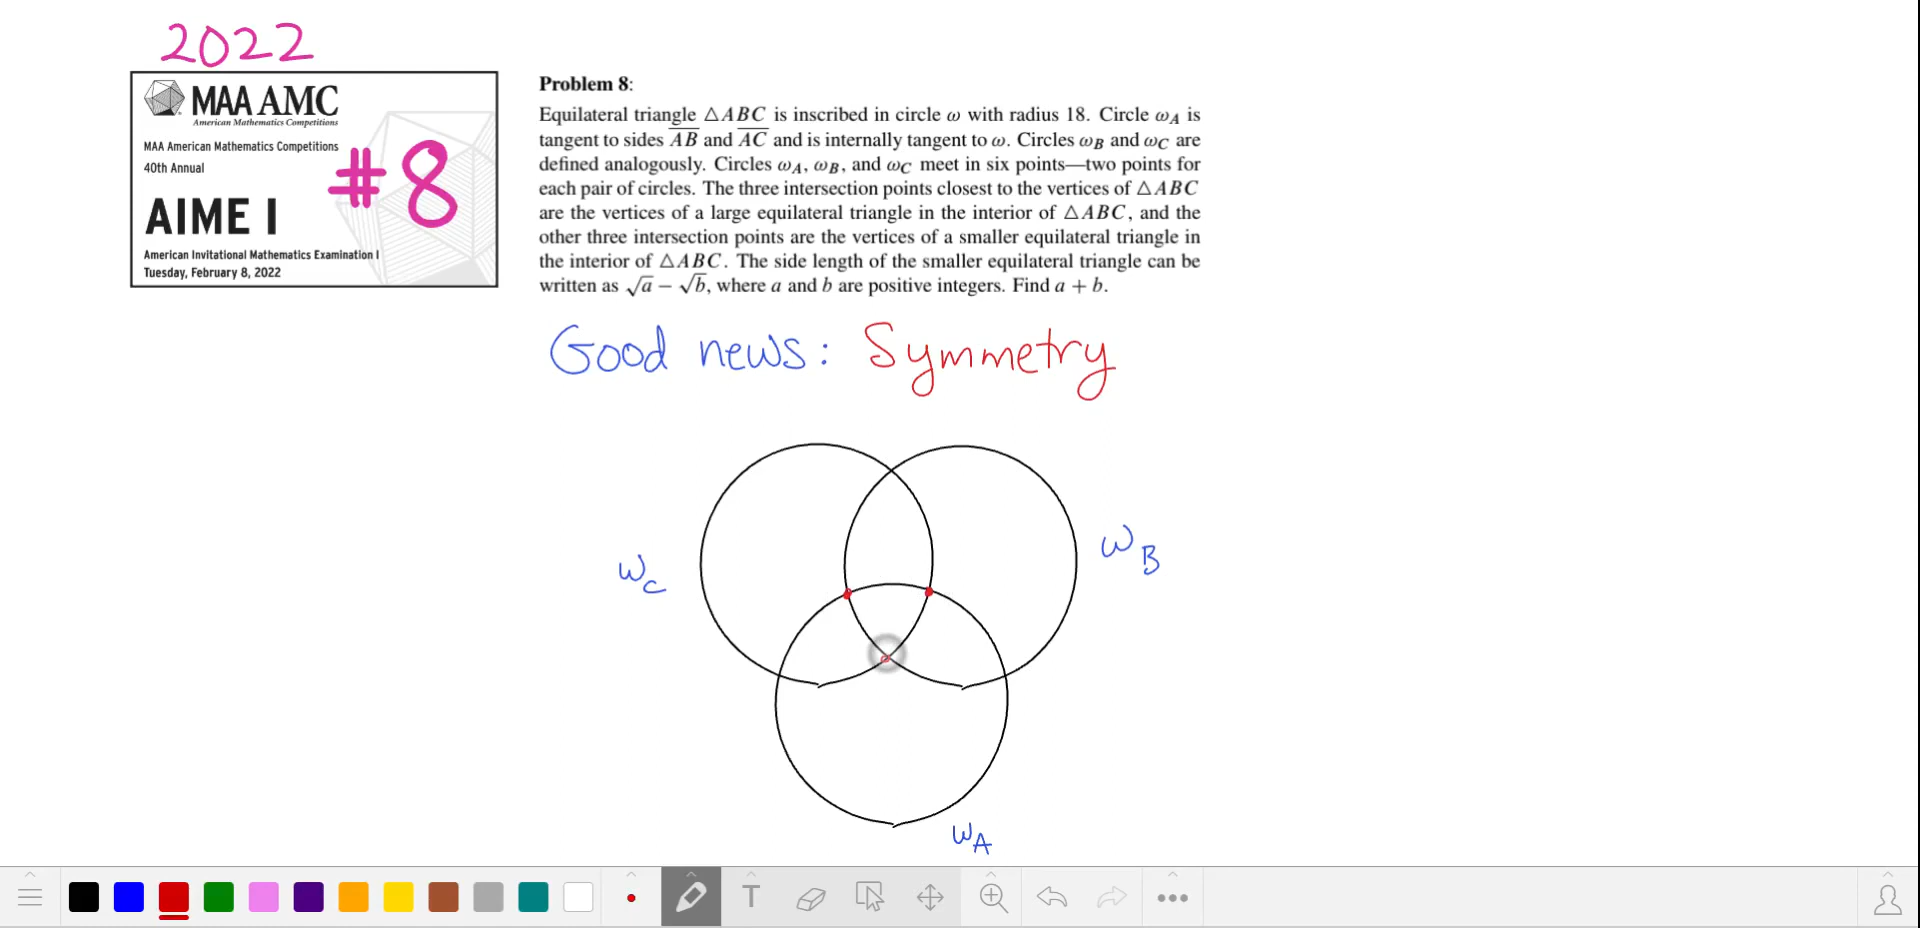 2022
MAA AMC
American Mathematics Competitions
MAA American Mathematics Competitions
40th Annual
#8
AIME I
American Invitational Mathematics Examination I
Tuesday, February 8, 2022
Problem 8:
Equilateral triangle △ABC is inscribed in circle ω with radius 18. Circle ω_A is
tangent to sides \overline{AB} and \overline{AC} and is internally tangent to ω. Circles ω_B and ω_C are
defined analogously. Circles ω_A, ω_B, and ω_C meet in six points—two points for
each pair of circles. The three intersection points closest to the vertices of △ABC
are the vertices of a large equilateral triangle in the interior of △ABC, and the
other three intersection points are the vertices of a smaller equilateral triangle in
the interior of △ABC. The side length of the smaller equilateral triangle can be
written as √a − √b, where a and b are positive integers. Find a + b.
Good news: Symmetry
ω_C
ω_B
ω_A
T